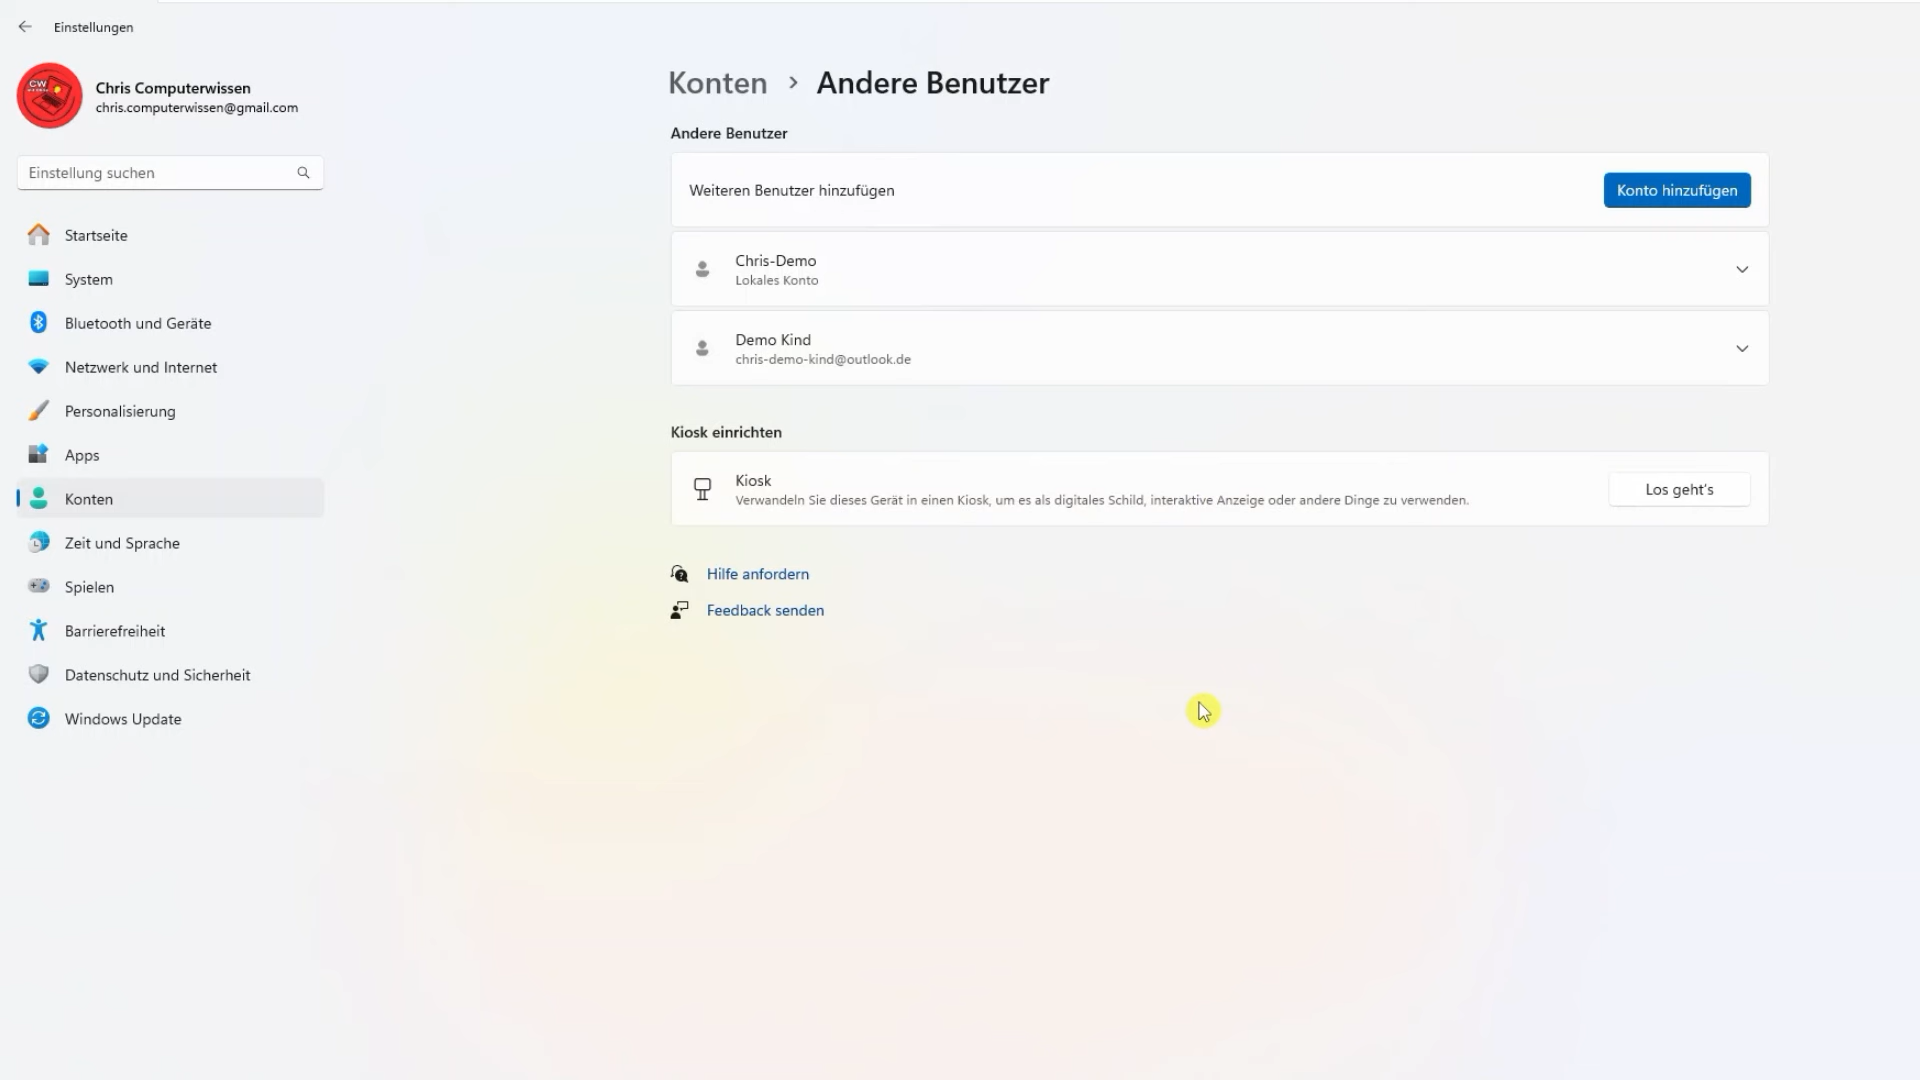 Einstellungen
CW
Chris Computerwissen
chris.computerwissen@gmail.com
Einstellung suchen
Startseite
System
Bluetooth und Geräte
Netzwerk und Internet
Personalisierung
Apps
Konten
Zeit und Sprache
Spielen
Barrierefreiheit
Datenschutz und Sicherheit
Windows Update
Konten > Andere Benutzer
Andere Benutzer
Weiteren Benutzer hinzufügen
Konto hinzufügen
Chris-Demo
Lokales Konto
Demo Kind
chris-demo-kind@outlook.de
Kiosk einrichten
Kiosk
Verwandeln Sie dieses Gerät in einen Kiosk, um es als digitales Schild, interaktive Anzeige oder andere Dinge zu verwenden.
Los geht's
Hilfe anfordern
Feedback senden